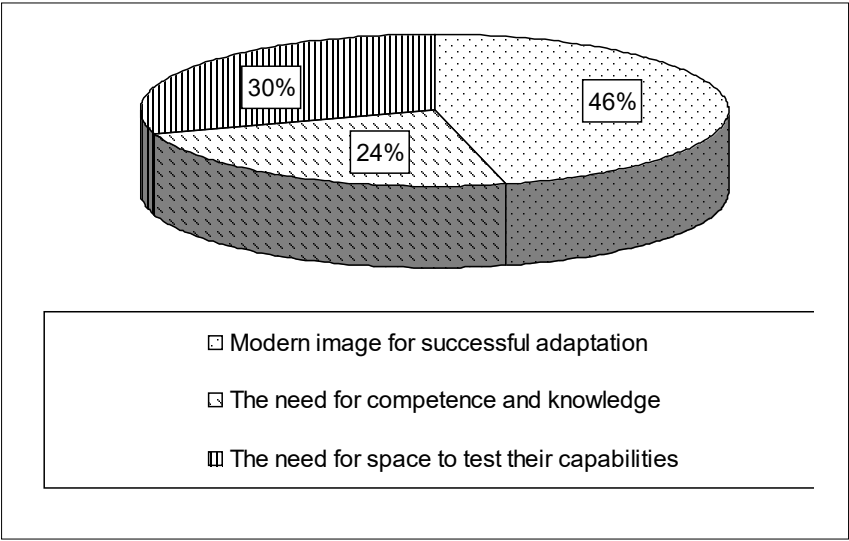 30%
46%
24%
Modern image for successful adaptation
The need for competence and knowledge
The need for space to test their capabilities